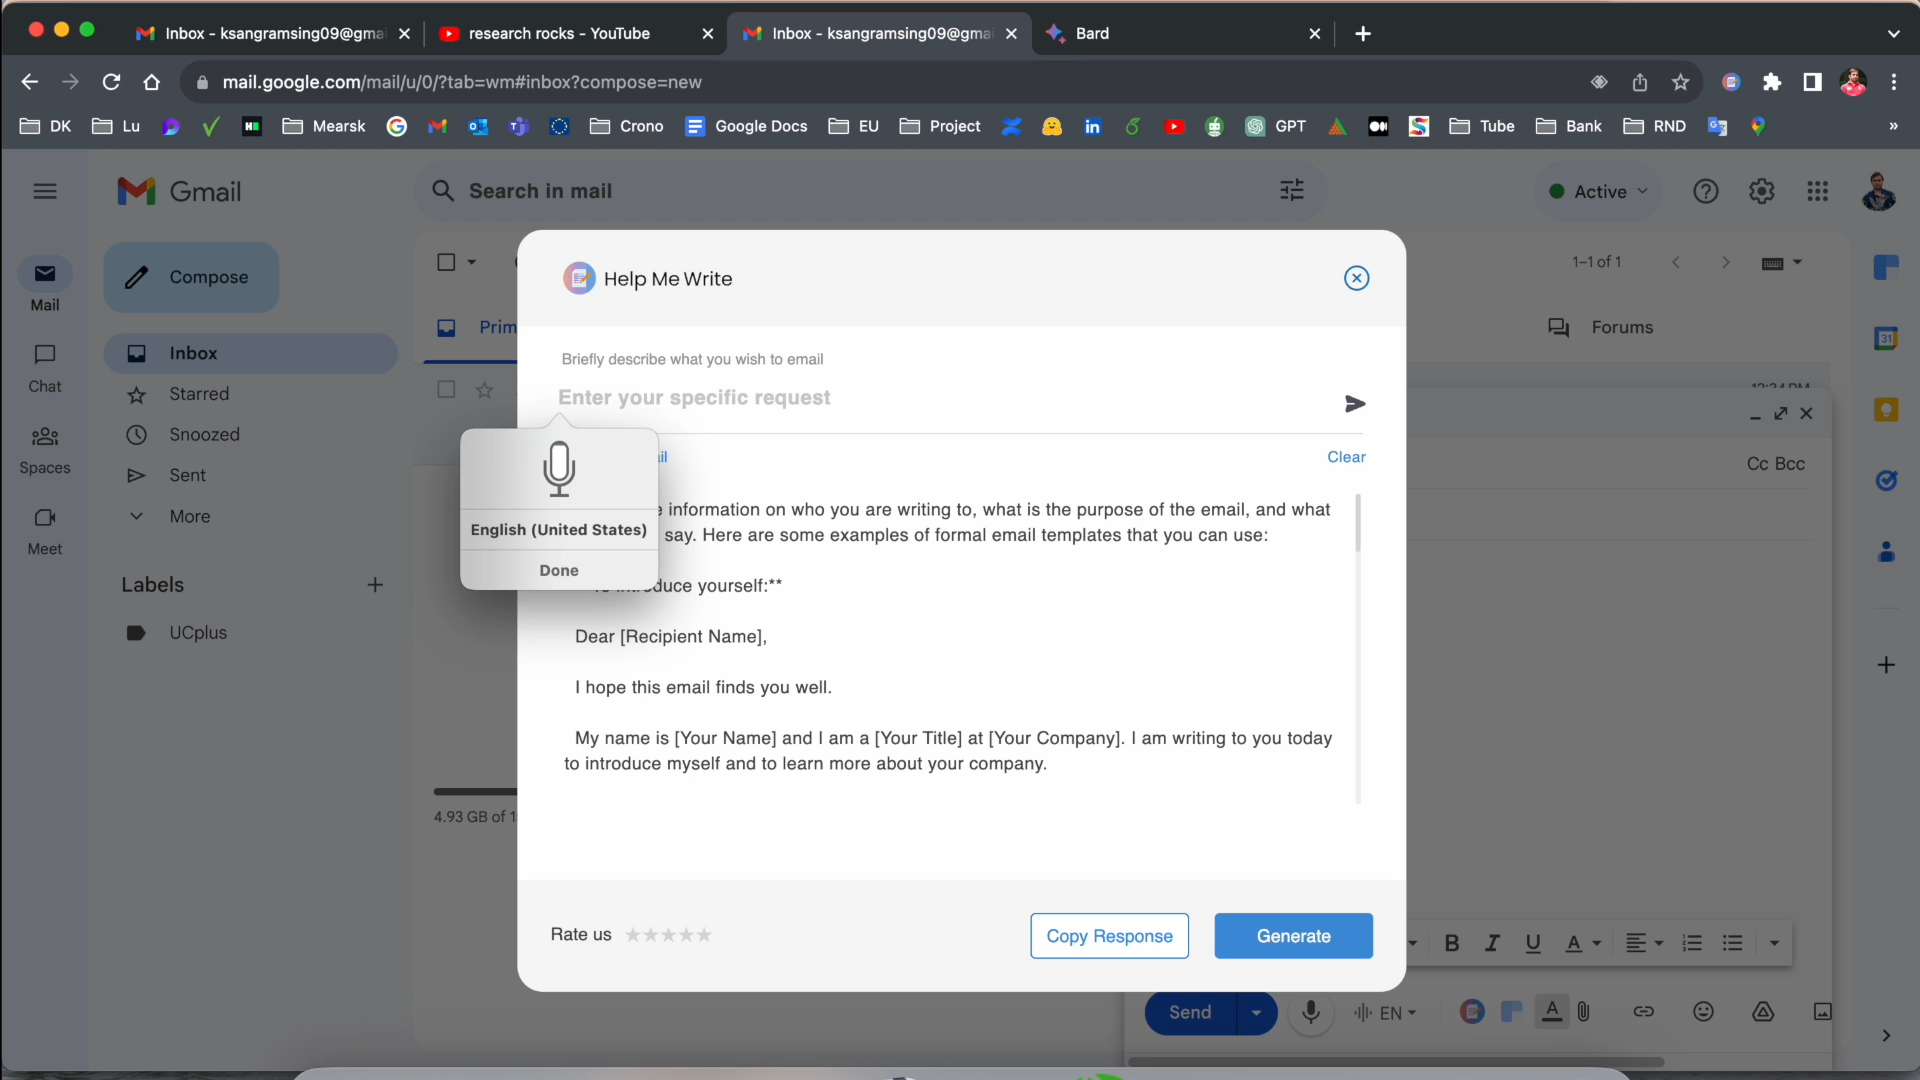 Inbox - ksangramsing09@gma
research rocks - YouTube
Inbox - ksangramsing09@gma
Bard
mail.google.com/mail/u/0/?tab=wm#inbox?compose=new
DK
Lu
Mearsk
Crono
Google Docs
EU
Project
GPT
Tube
Bank
RND
Gmail
Search in mail
Active
Mail
Chat
Spaces
Meet
Compose
Inbox
Starred
Snoozed
Sent
More
Labels
UCplus
1–1 of 1
Prim
Forums
4.93 GB of 1
Help Me Write
Briefly describe what you wish to email
Enter your specific request
Clear
English (United States)
Done
information on who you are writing to, what is the purpose of the email, and what
say. Here are some examples of formal email templates that you can use:
duce yourself:**
Dear [Recipient Name],
I hope this email finds you well.
My name is [Your Name] and I am a [Your Title] at [Your Company]. I am writing to you today
to introduce myself and to learn more about your company.
Rate us
Copy Response
Generate
Cc Bcc
Send
EN
31